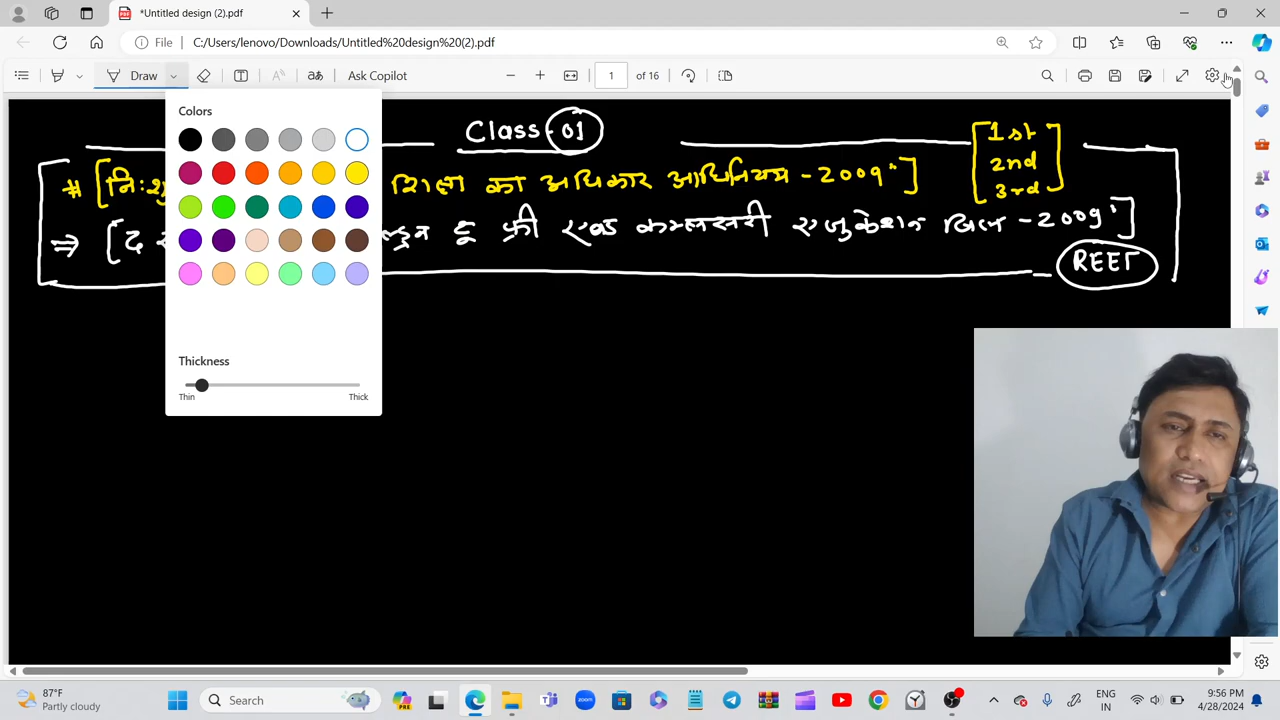 *Untitled design (2).pdf
File C:/Users/lenovo/Downloads/Untitled%20design%20(2).pdf
Draw
Ask Copilot
1 of 16
Colors
Thickness
Thin Thick
Class-01
# [नि:शु शिक्षा का अधिकार अधिनियम -2009"]
[1st
2nd
3rd]
⇒ [द टू फ्री एण्ड कम्पलसरी एजुकेशन बिल -2009"]
REET
87°F
Partly cloudy
Search
ENG
IN
9:56 PM
4/28/2024